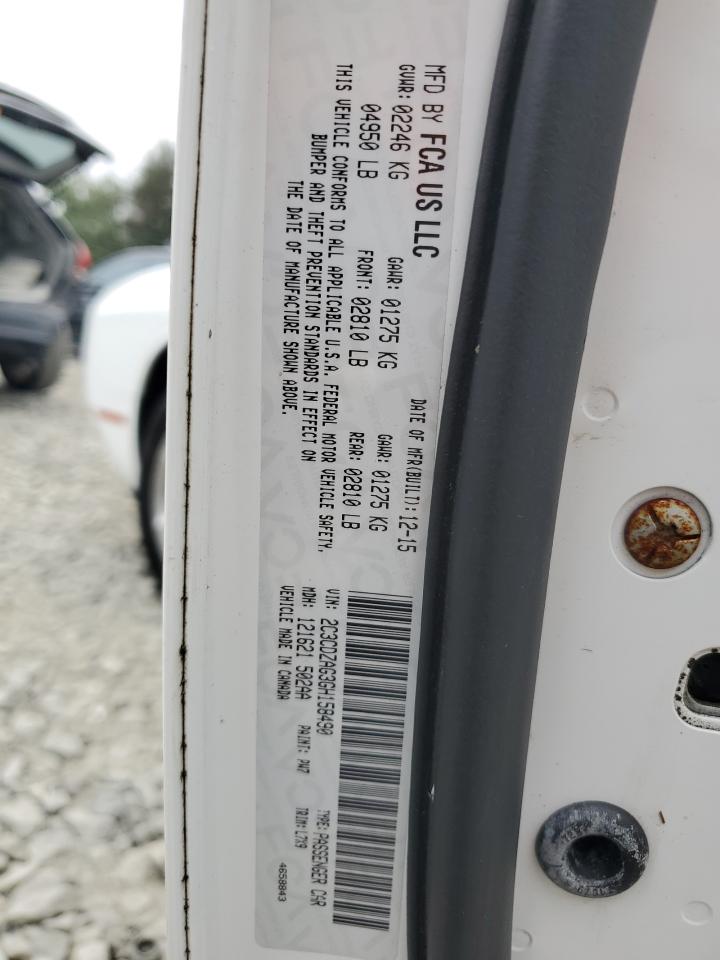 MFD BY FCA US LLC
DATE OF MFR(BUILT): 12-15
GVWR: 02246 KG
GAWR: 01275 KG
GAWR: 01275 KG
04950 LB
FRONT: 02810 LB
REAR: 02810 LB
THIS VEHICLE CONFORMS TO ALL APPLICABLE U.S.A. FEDERAL MOTOR VEHICLE SAFETY,
BUMPER AND THEFT PREVENTION STANDARDS IN EFFECT ON
THE DATE OF MANUFACTURE SHOWN ABOVE.
VIN: 2C3CDZAG3GH158490
TYPE: PASSENGER CAR
MDH: 121621 502AA
PAINT: PW7
TRIM: L7X9
VEHICLE MADE IN CANADA
4658843